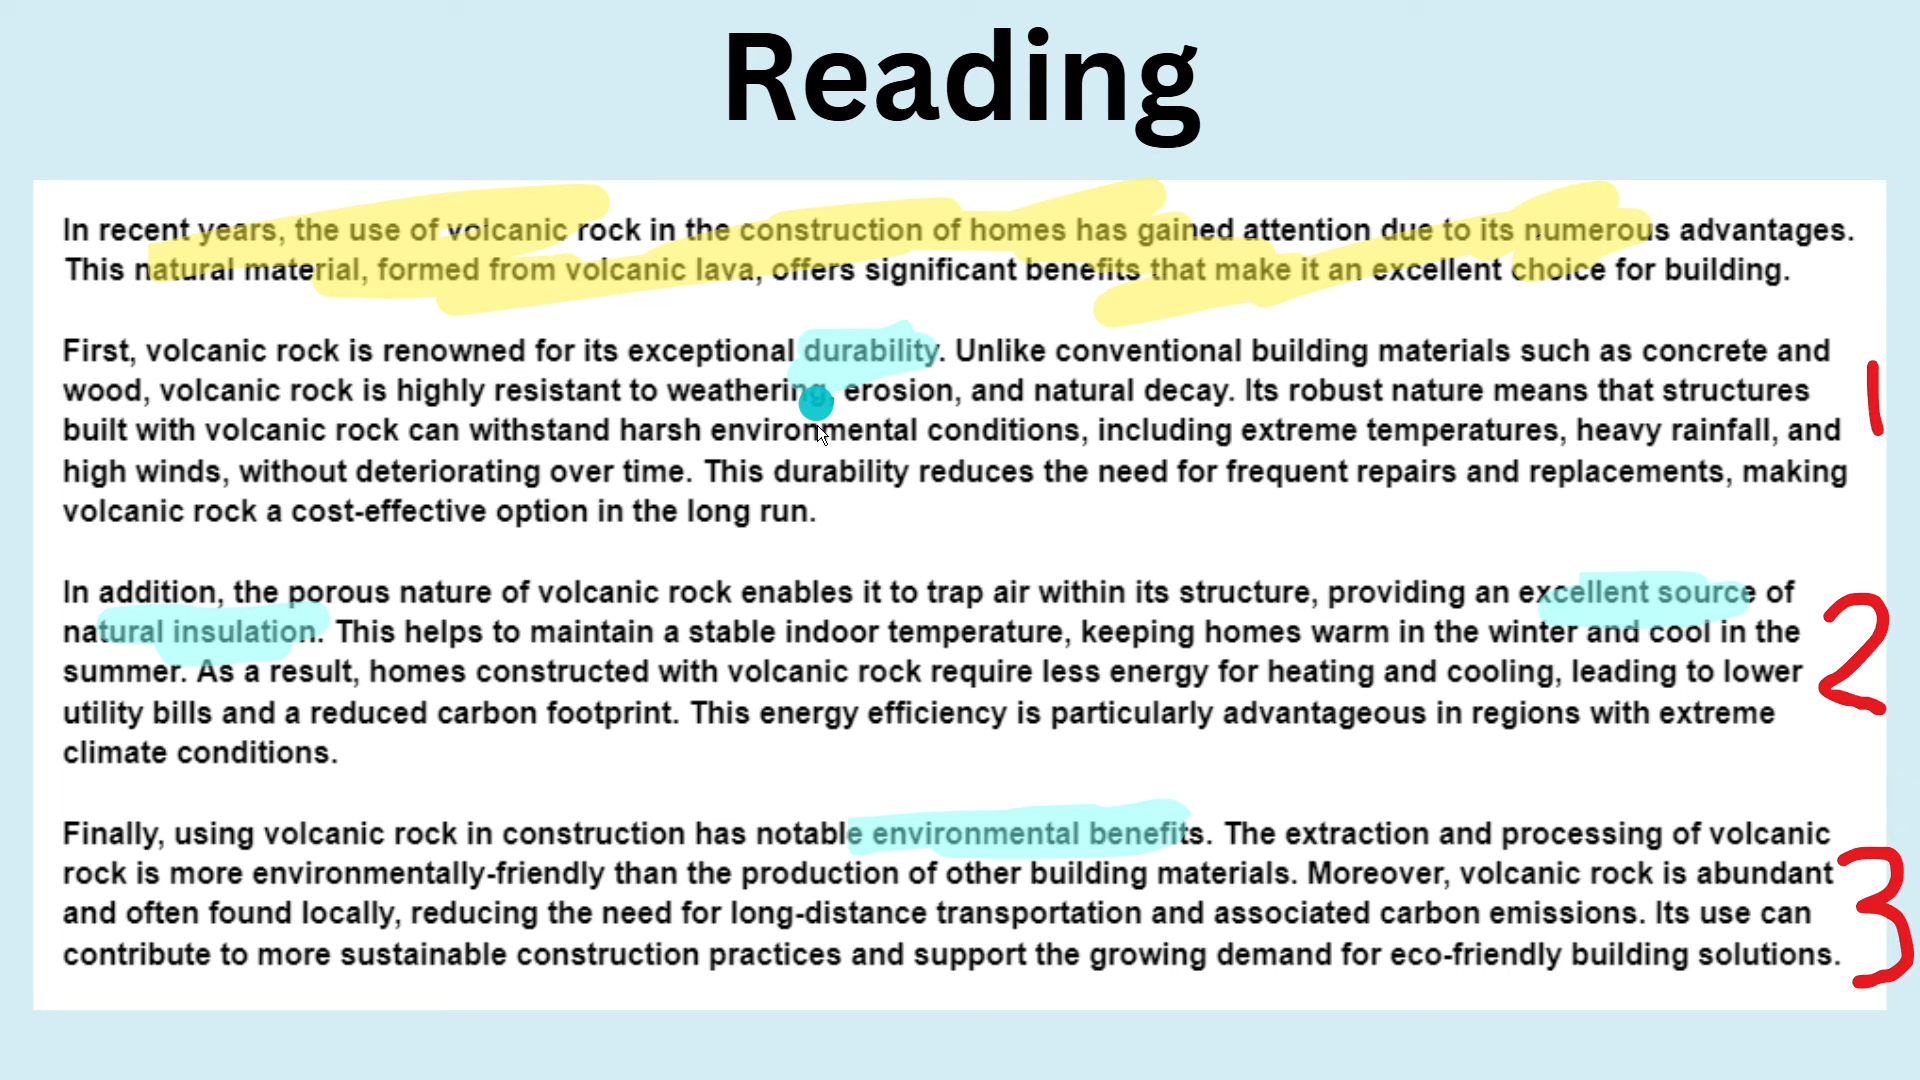 Reading
In recent years, the use of volcanic rock in the construction of homes has gained attention due to its numerous advantages.
This natural material, formed from volcanic lava, offers significant benefits that make it an excellent choice for building.
First, volcanic rock is renowned for its exceptional durability. Unlike conventional building materials such as concrete and
wood, volcanic rock is highly resistant to weathering, erosion, and natural decay. Its robust nature means that structures
built with volcanic rock can withstand harsh environmental conditions, including extreme temperatures, heavy rainfall, and
high winds, without deteriorating over time. This durability reduces the need for frequent repairs and replacements, making
volcanic rock a cost-effective option in the long run.
1
In addition, the porous nature of volcanic rock enables it to trap air within its structure, providing an excellent source of
natural insulation. This helps to maintain a stable indoor temperature, keeping homes warm in the winter and cool in the
summer. As a result, homes constructed with volcanic rock require less energy for heating and cooling, leading to lower
utility bills and a reduced carbon footprint. This energy efficiency is particularly advantageous in regions with extreme
climate conditions.
2
Finally, using volcanic rock in construction has notable environmental benefits. The extraction and processing of volcanic
rock is more environmentally-friendly than the production of other building materials. Moreover, volcanic rock is abundant
and often found locally, reducing the need for long-distance transportation and associated carbon emissions. Its use can
contribute to more sustainable construction practices and support the growing demand for eco-friendly building solutions.
3